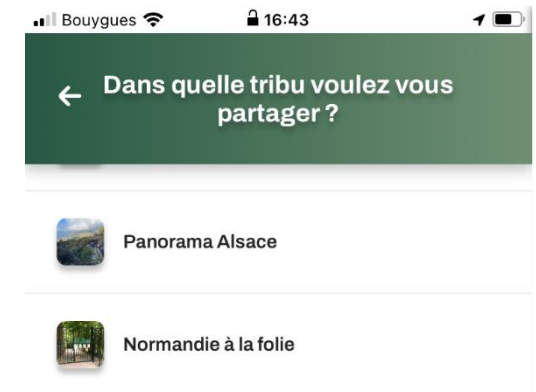 Bouygues 16:43
Dans quelle tribu voulez vous
partager ?
Panorama Alsace
Normandie à la folie